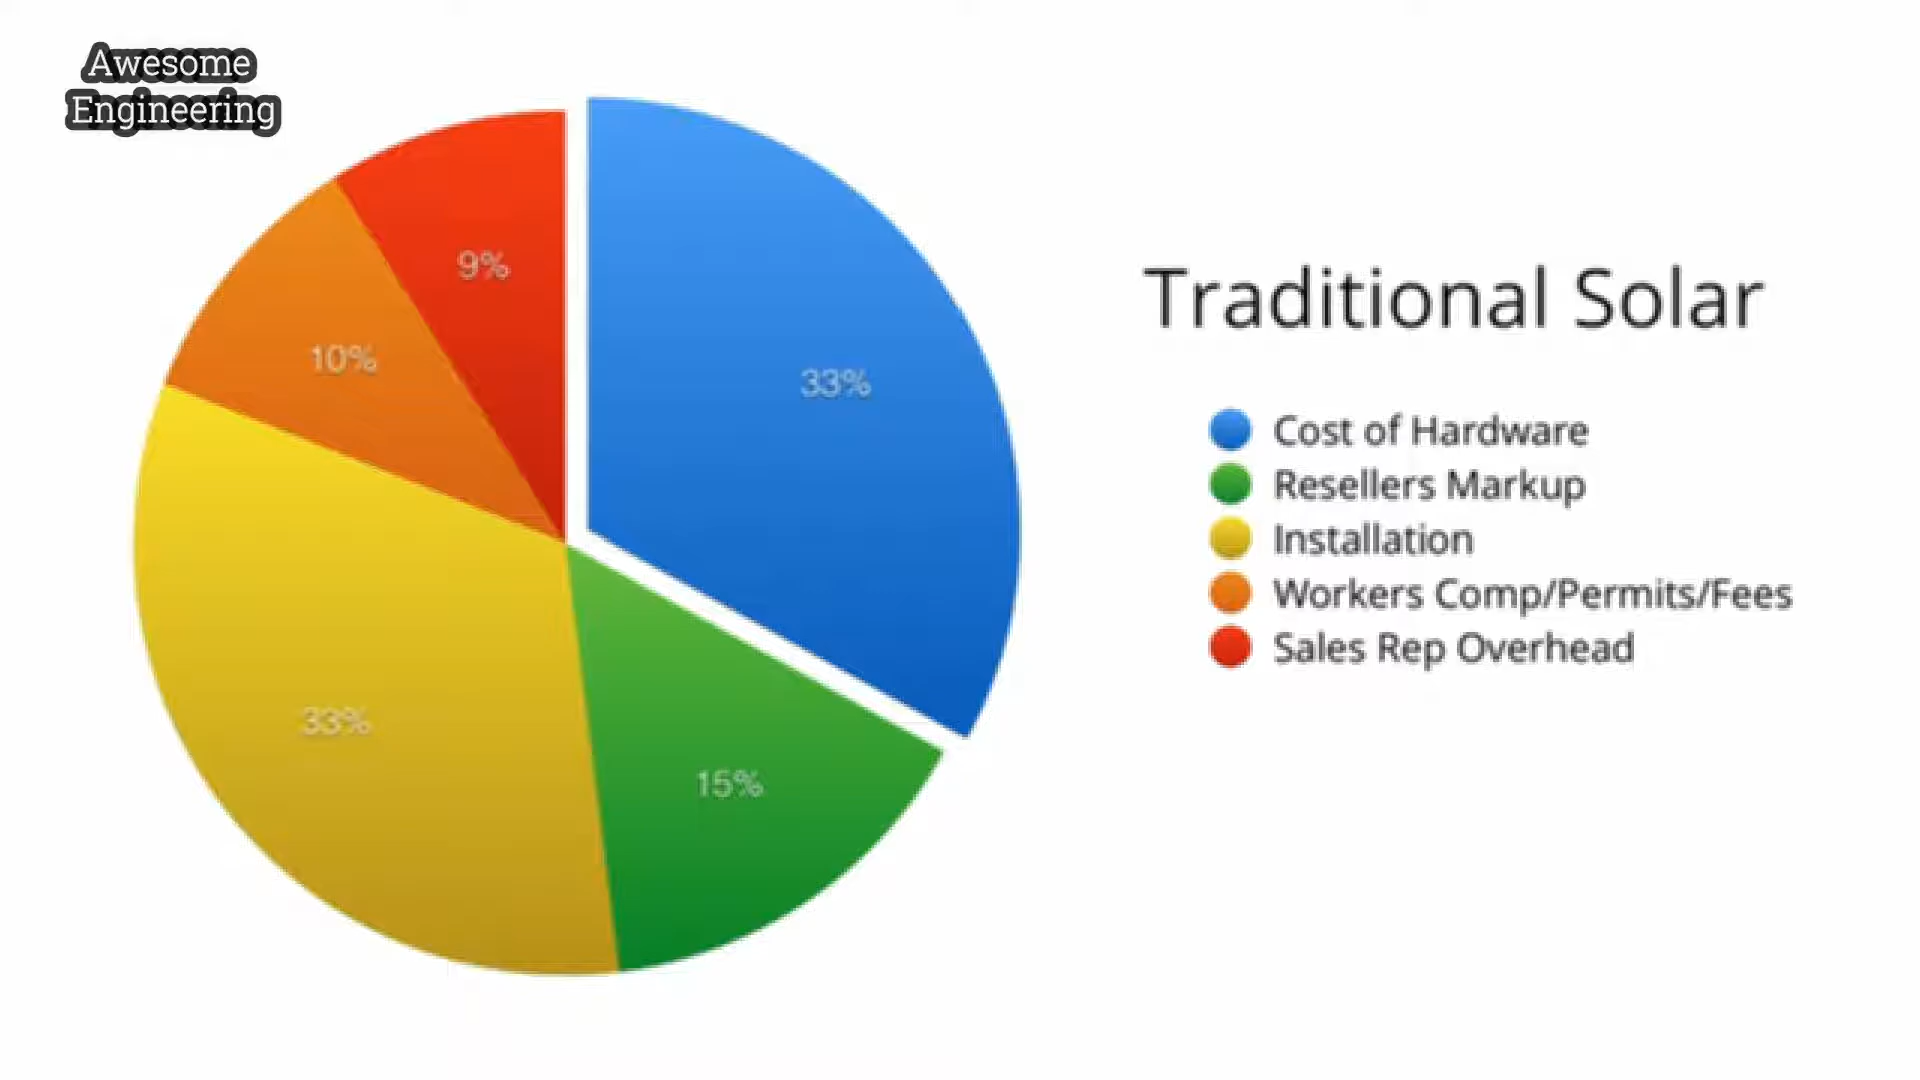 Awesome
Engineering
9%
10%
33%
33%
15%
Traditional Solar
Cost of Hardware
Resellers Markup
Installation
Workers Comp/Permits/Fees
Sales Rep Overhead